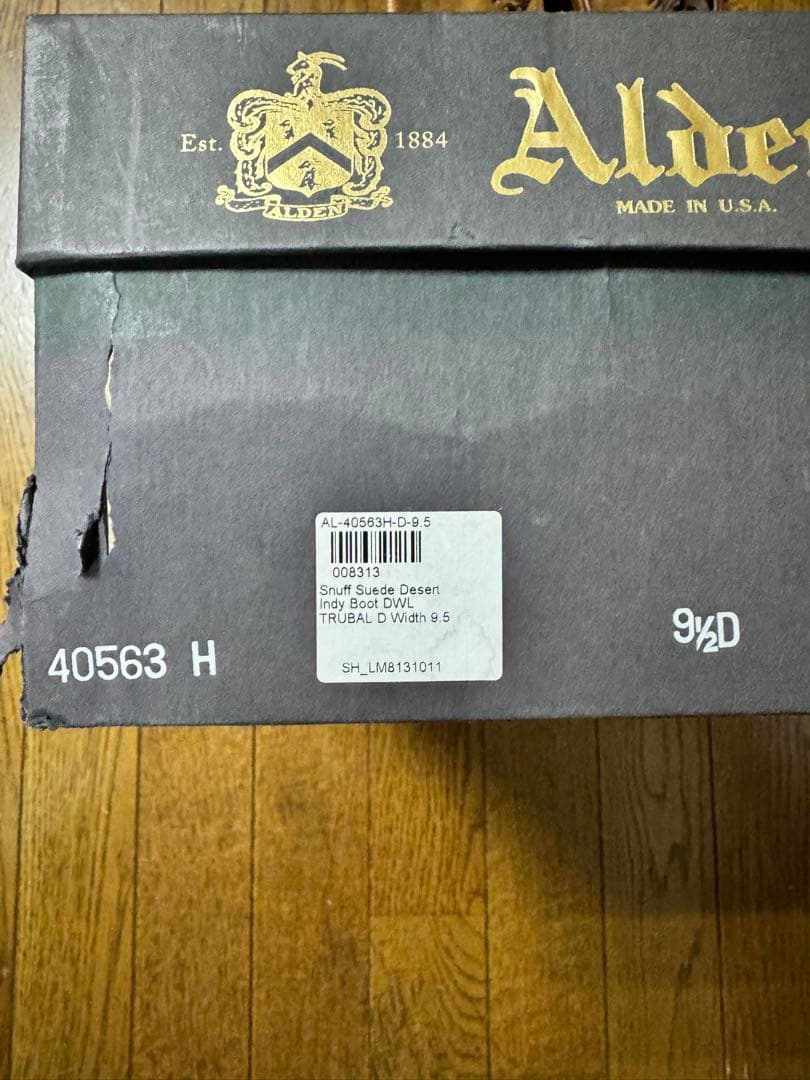 Est. 1884
ALDEN
Alden
MADE IN U.S.A.
AL-40563H-D-9.5
008313
Snuff Suede Desert
Indy Boot DWL
TRUBAL D Width 9.5
SH_LM8131011
40563 H
9½D